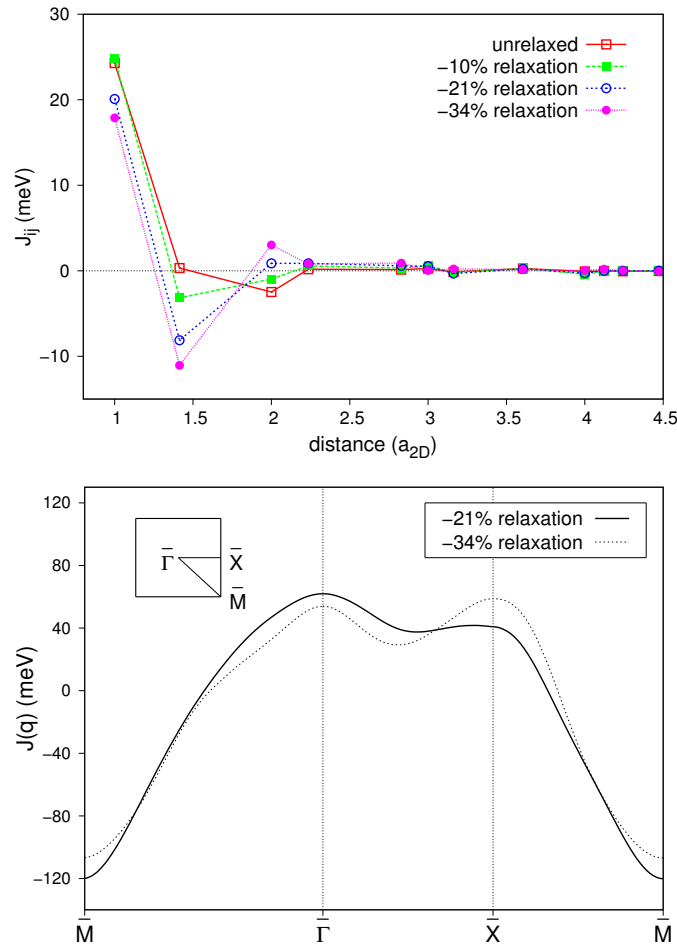 30
20
10
0
−10
J_ij (meV)
unrelaxed
−10% relaxation
−21% relaxation
−34% relaxation
1 1.5 2 2.5 3 3.5 4 4.5
distance (a_2D)
120
80
40
0
−40
−80
−120
J(q) (meV)
−21% relaxation
−34% relaxation
Γ̅ X̅
M̅
M̅ Γ̅ X̅ M̅